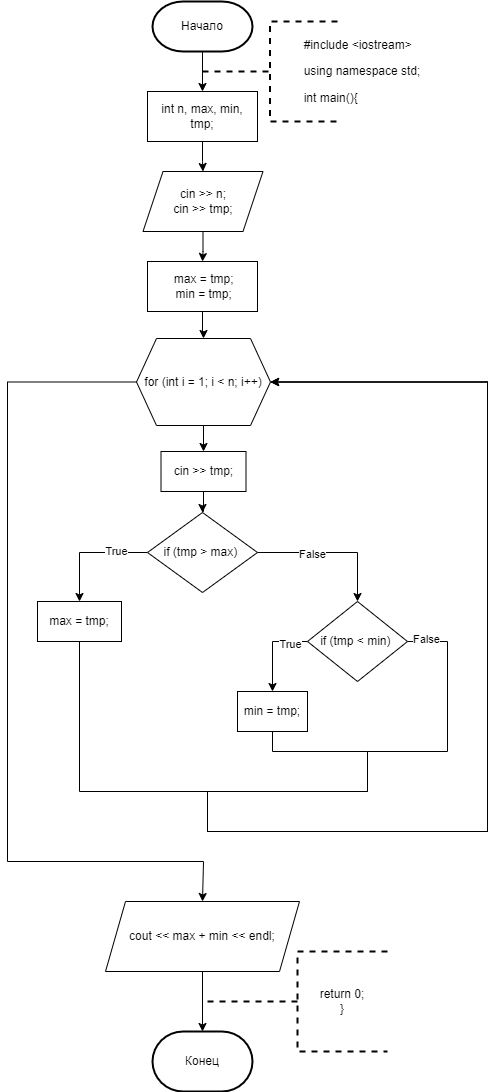 Начало
#include <iostream>
using namespace std;
int main(){
int n, max, min,
tmp;
cin >> n;
cin >> tmp;
max = tmp;
min = tmp;
for (int i = 1; i < n; i++)
cin >> tmp;
if (tmp > max)
True
False
max = tmp;
if (tmp < min)
True
False
min = tmp;
cout << max + min << endl;
return 0;
}
Конец